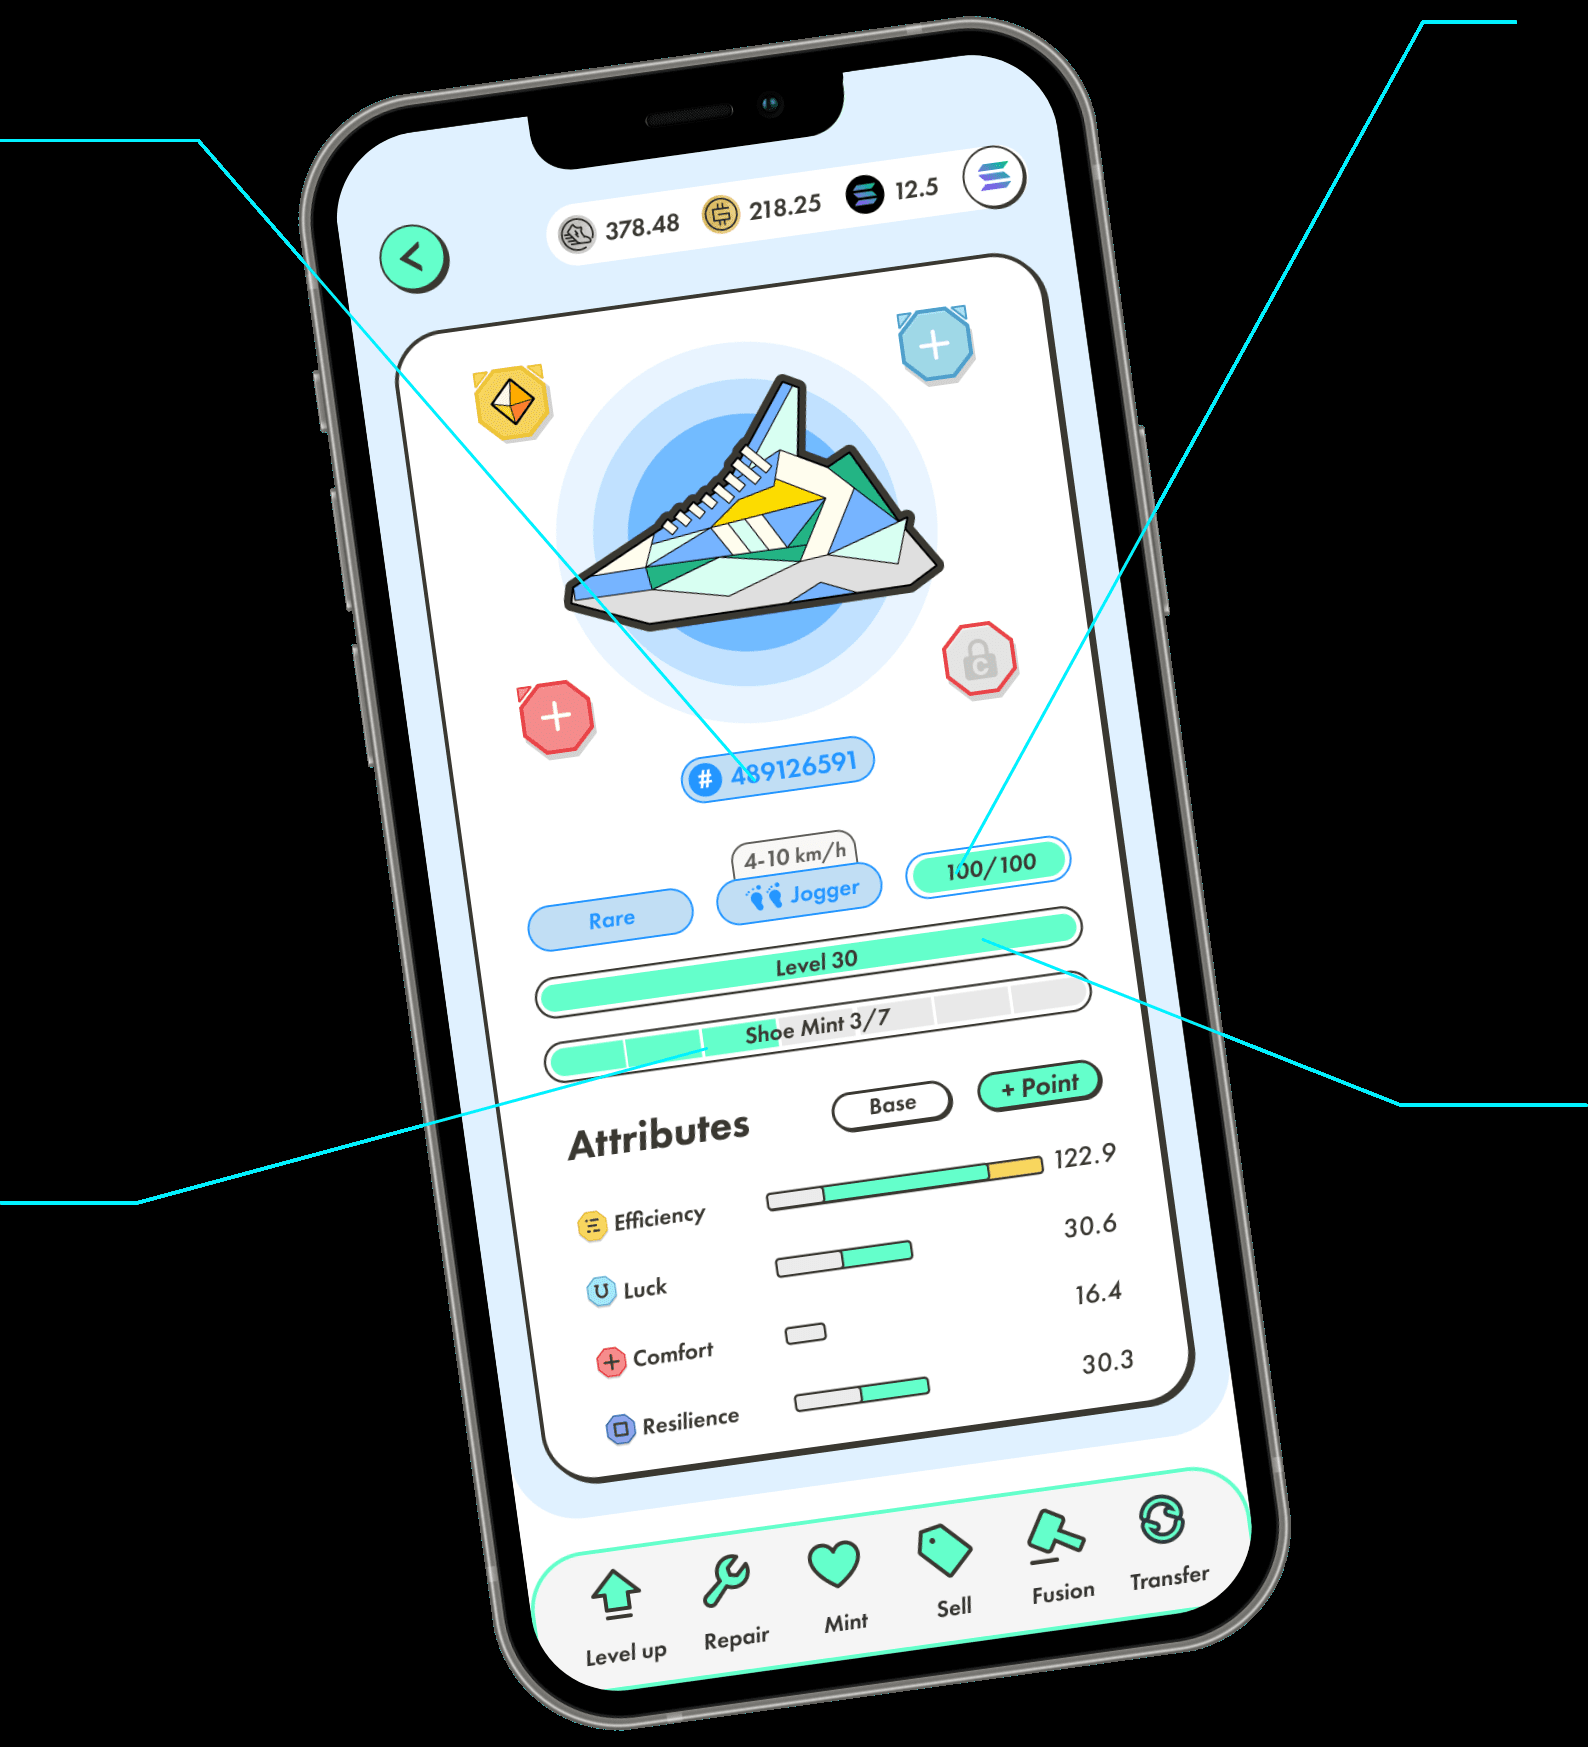 378.48 218.25 12.5
# 489126591
4-10 km/h
Rare Jogger 100/100
Level 30
Shoe Mint 3/7
Attributes Base + Point
Efficiency 122.9
Luck 30.6
Comfort 16.4
Resilience 30.3
Level up Repair Mint Sell Fusion Transfer